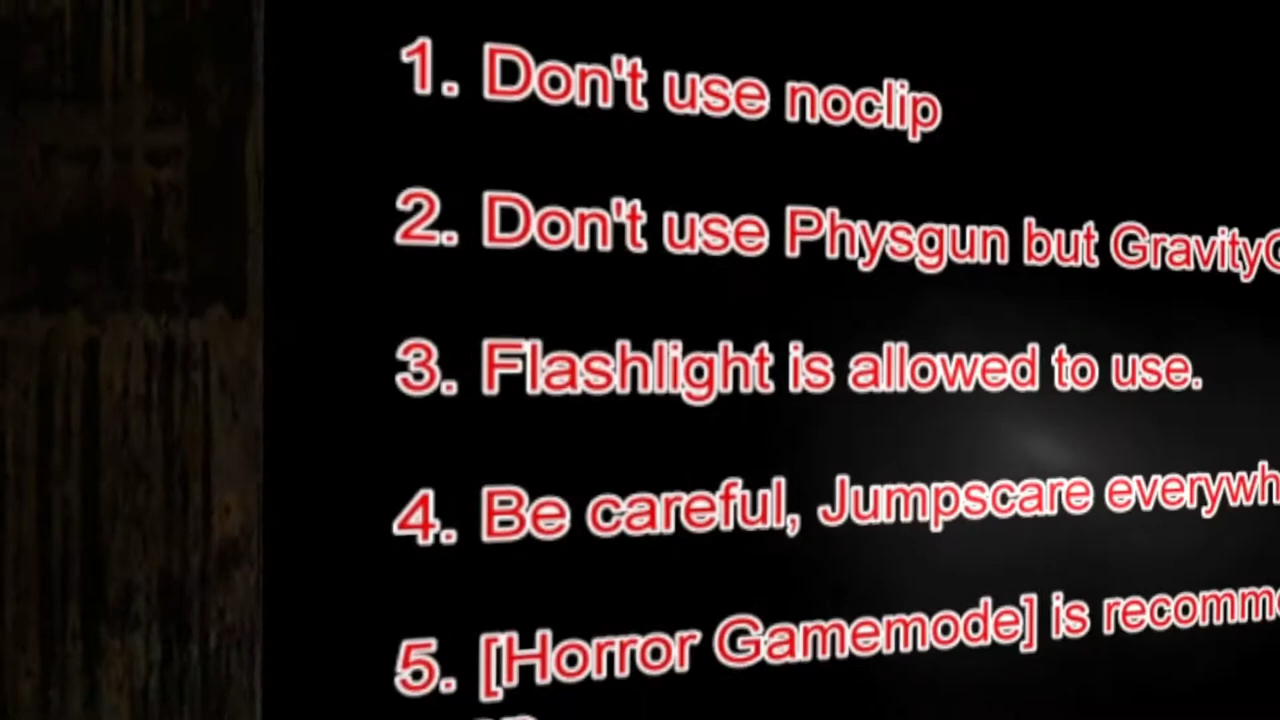 1. Don't use noclip
2. Don't use Physgun but Gravity
3. Flashlight is allowed to use.
4. Be careful, Jumpscare
5. [Horror Gamemode] is